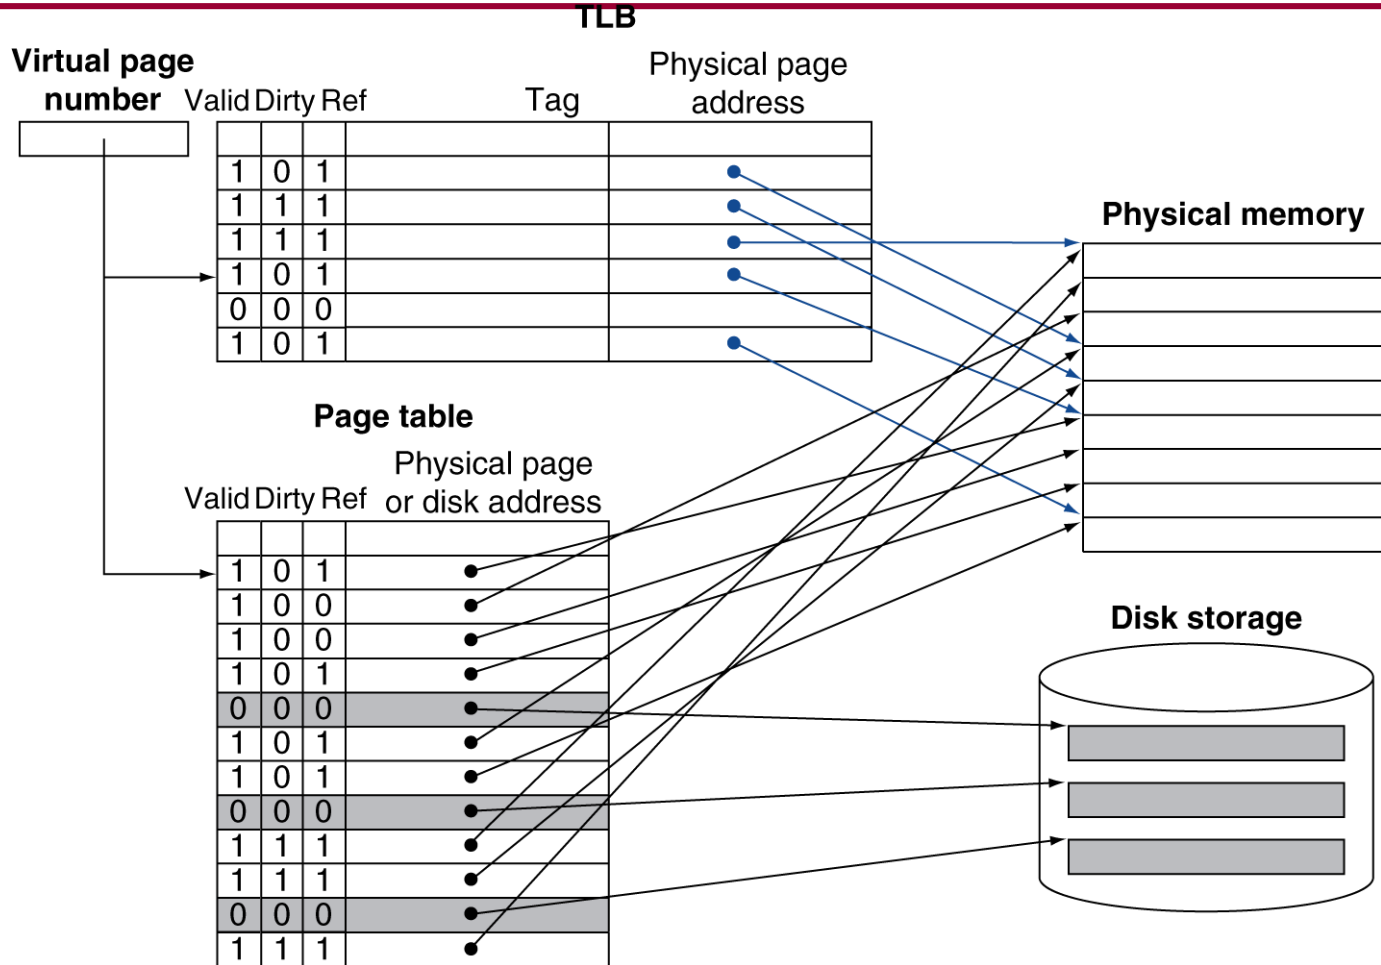 TLB
Virtual page
number
Physical page
address
Valid Dirty Ref
Tag
1 0 1
1 1 1
1 1 1
1 0 1
0 0 0
1 0 1
Physical memory
Page table
Physical page
or disk address
Valid Dirty Ref
1 0 1
1 0 0
1 0 0
1 0 1
0 0 0
1 0 1
1 0 1
0 0 0
1 1 1
1 1 1
0 0 0
1 1 1
Disk storage